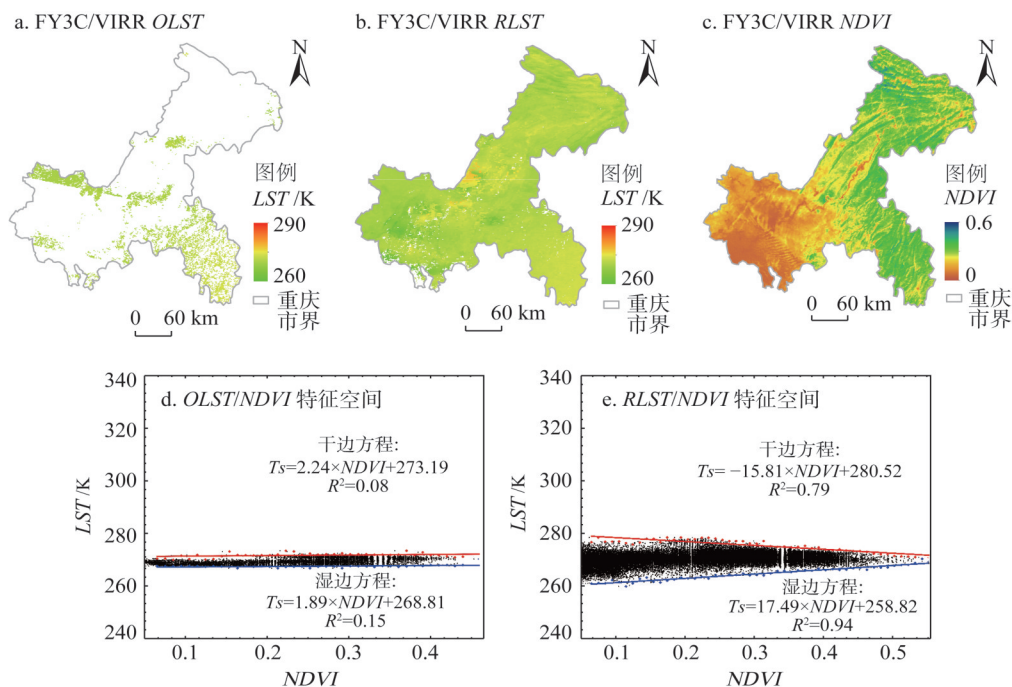 a. FY3C/VIRR OLST
N
图例
LST /K
290
260
重庆
市界
0 60 km
b. FY3C/VIRR RLST
N
图例
LST /K
290
260
重庆
市界
0 60 km
c. FY3C/VIRR NDVI
N
图例
NDVI
0.6
0
重庆
市界
0 60 km
d. OLST/NDVI 特征空间
干边方程:
Ts=2.24×NDVI+273.19
R²=0.08
湿边方程:
Ts=1.89×NDVI+268.81
R²=0.15
LST /K
340
320
300
280
260
240
0.1 0.2 0.3 0.4
NDVI
e. RLST/NDVI 特征空间
干边方程:
Ts= −15.81×NDVI+280.52
R²=0.79
湿边方程:
Ts=17.49×NDVI+258.82
R²=0.94
LST /K
340
320
300
280
260
240
0.1 0.2 0.3 0.4 0.5
NDVI